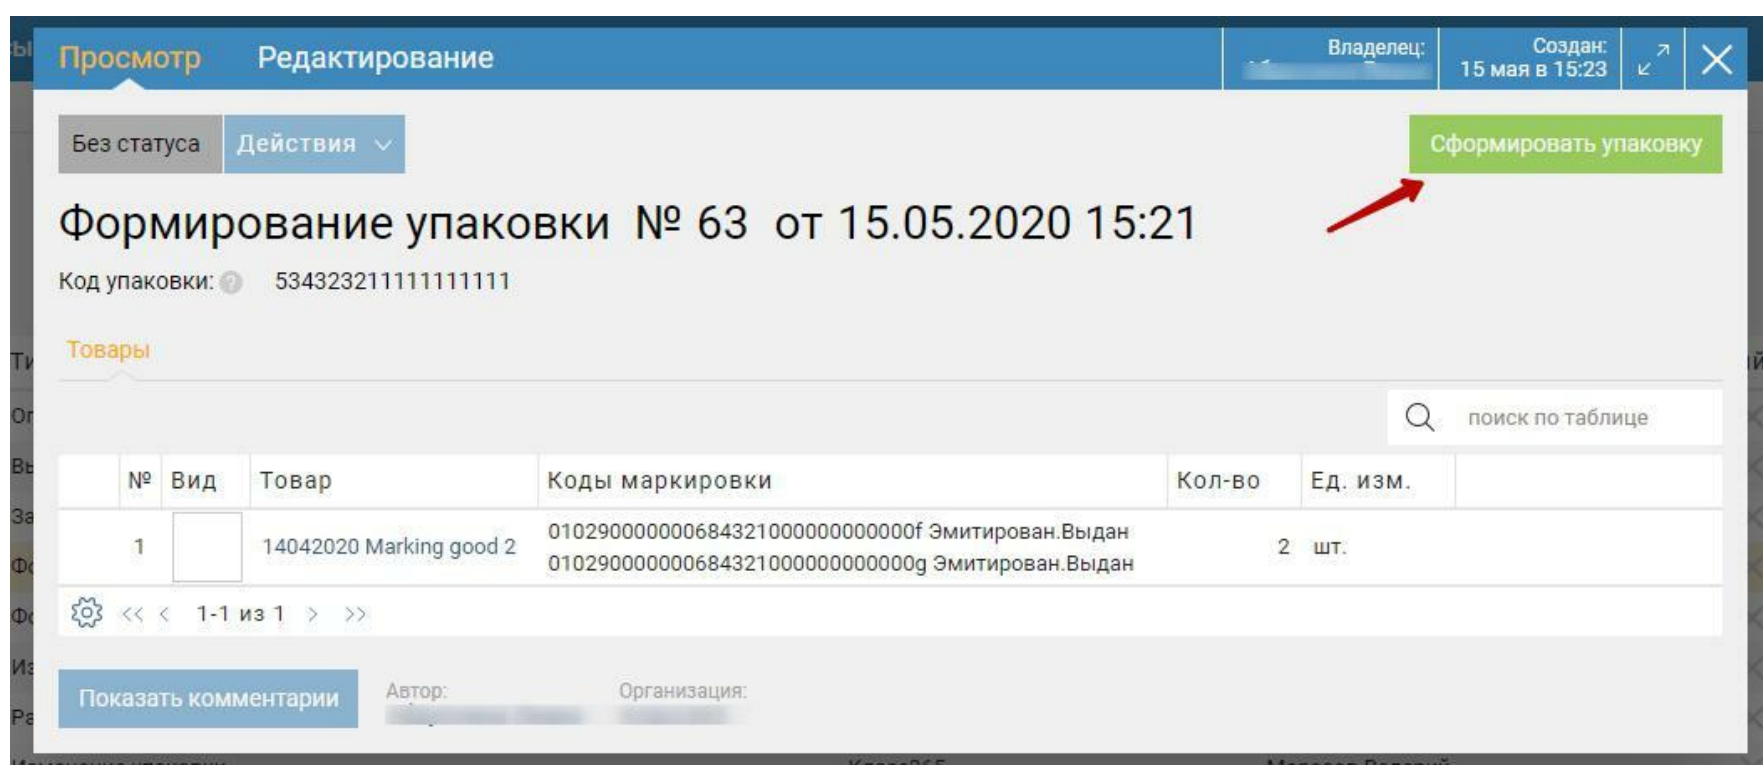 Просмотр Редактирование Владелец: Создан:
15 мая в 15:23
Без статуса Действия Сформировать упаковку
Формирование упаковки № 63 от 15.05.2020 15:21
Код упаковки: ? 534323211111111111
Товары
поиск по таблице
№ Вид Товар Коды маркировки Кол-во Ед. изм.
1 14042020 Marking good 2 010290000000684321000000000000f Эмитирован.Выдан 2 шт.
010290000000684321000000000000g Эмитирован.Выдан
<< < 1-1 из 1 > >>
Показать комментарии Автор: Организация: